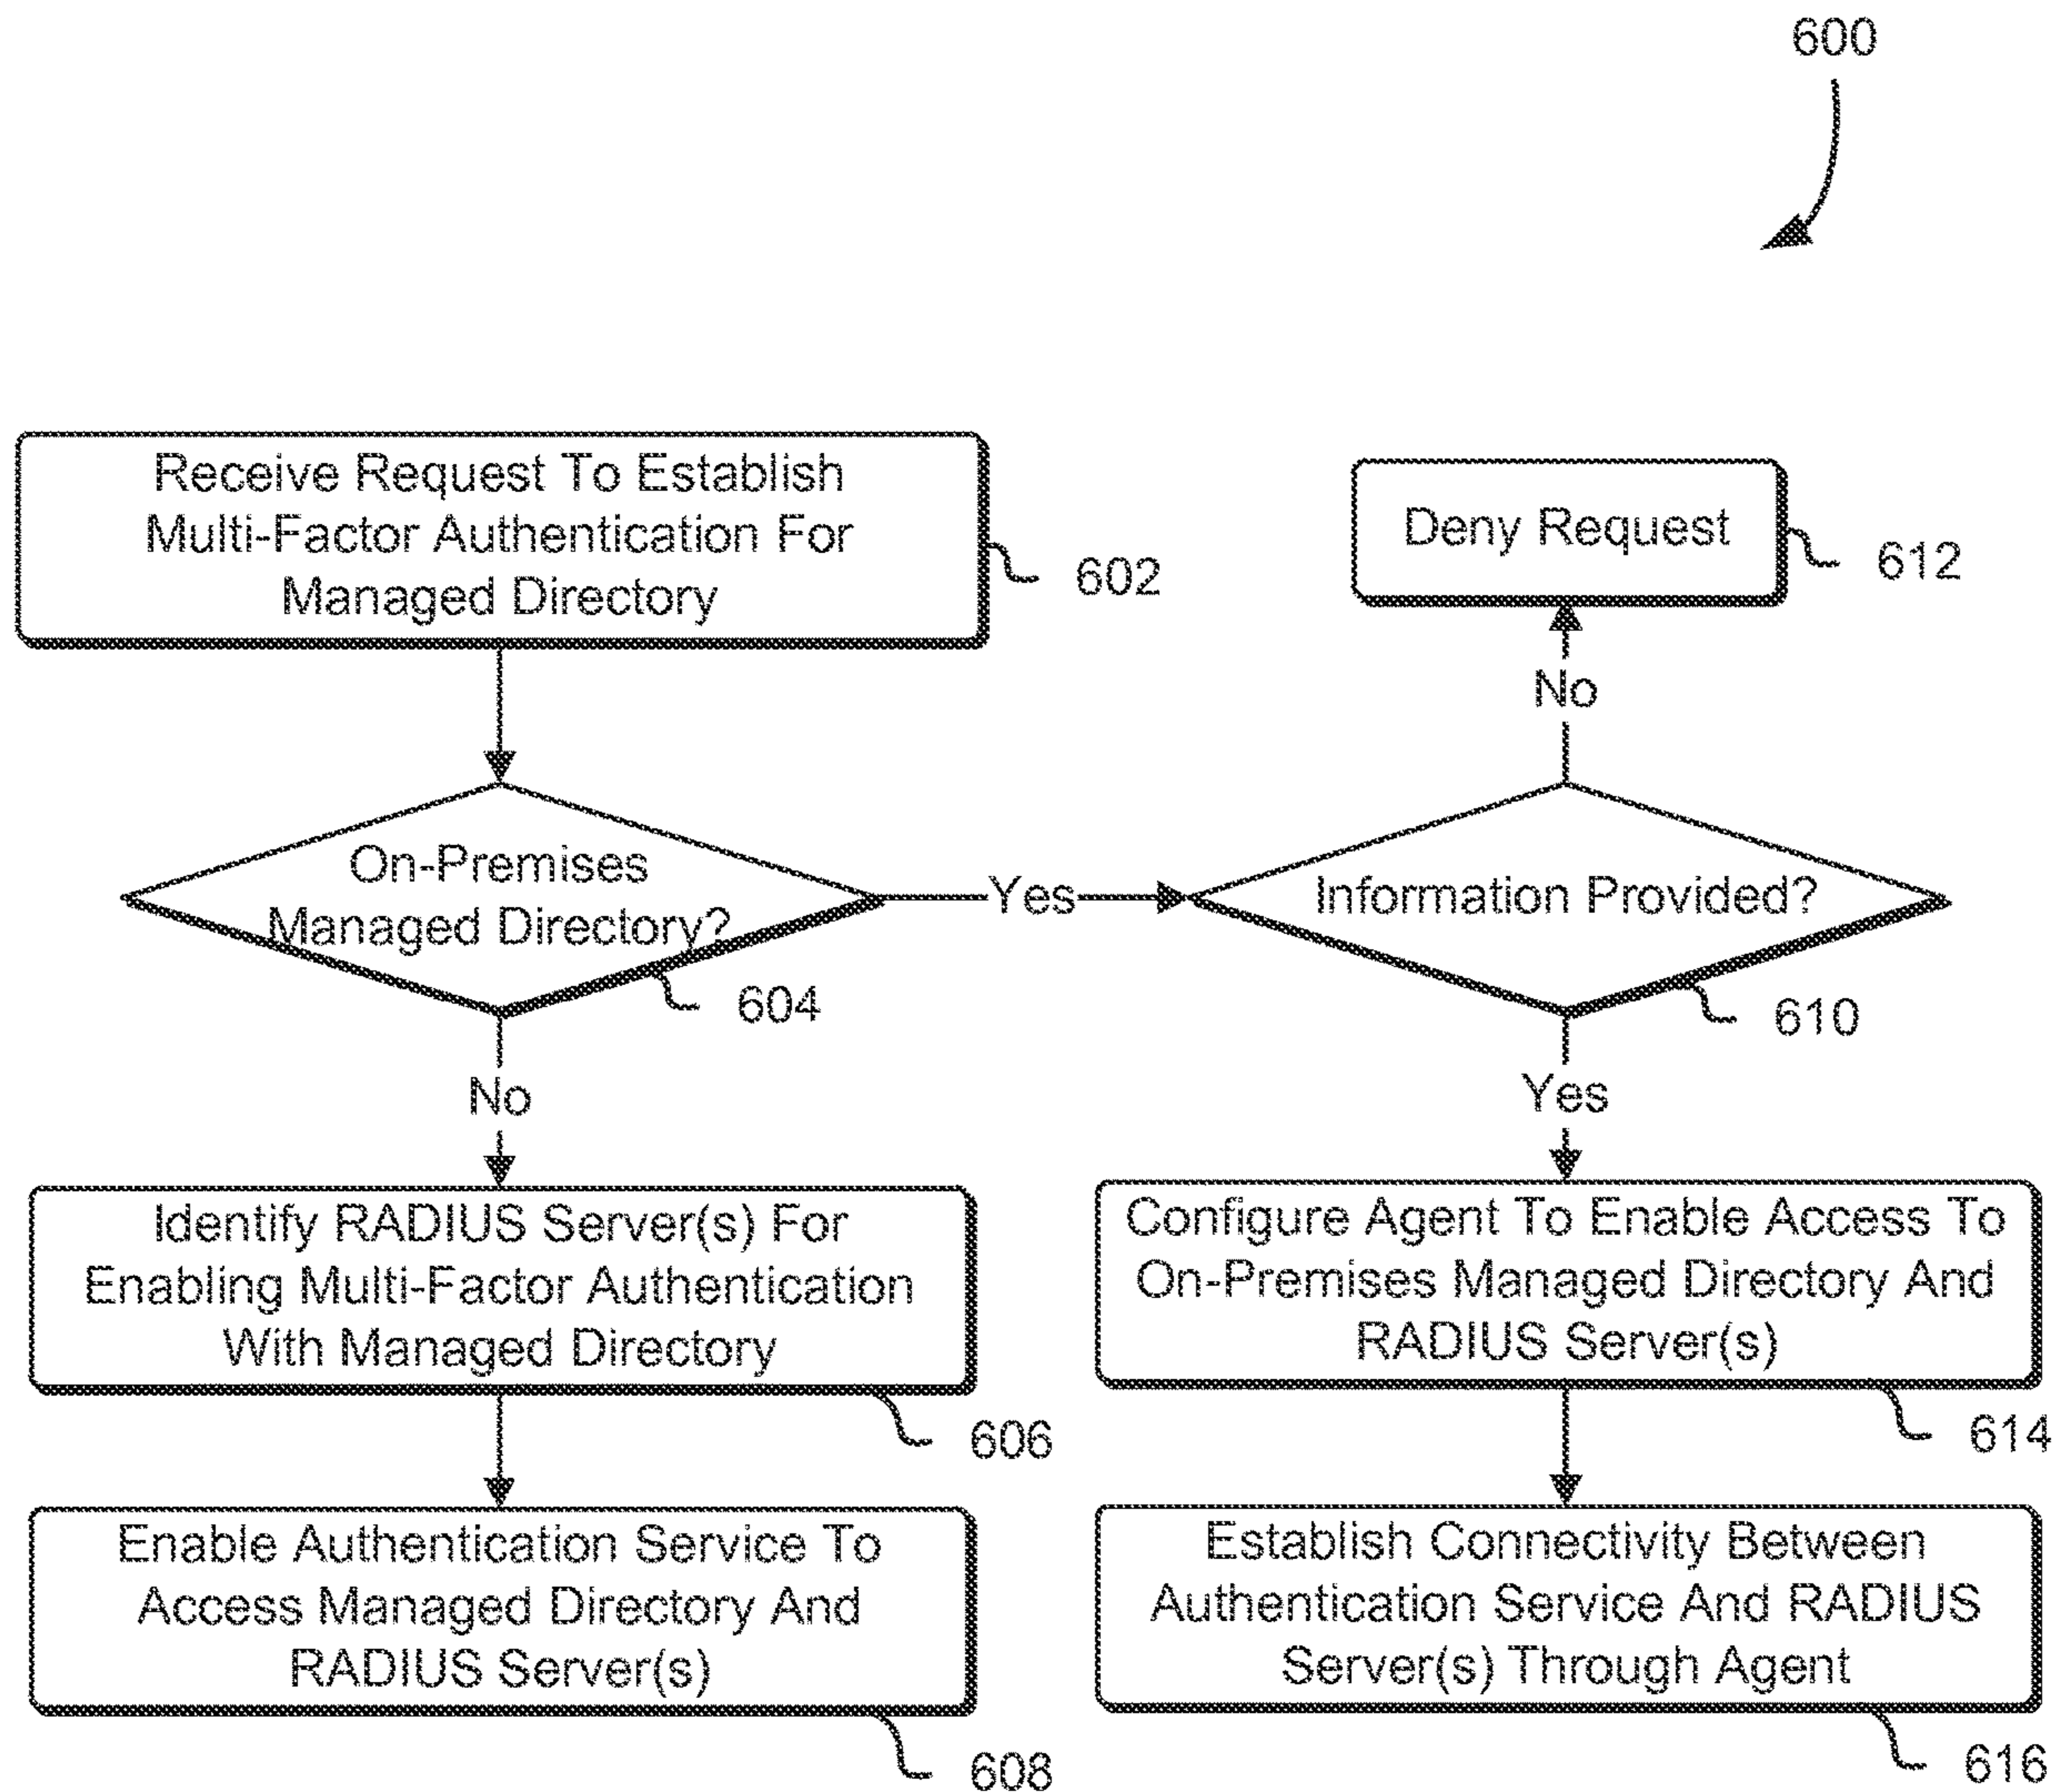 600
Receive Request To Establish
Multi-Factor Authentication For
Managed Directory
602
Deny Request
612
No
On-Premises
Managed Directory?
604
Yes
Information Provided?
610
No
Yes
Identify RADIUS Server(s) For
Enabling Multi-Factor Authentication
With Managed Directory
606
Configure Agent To Enable Access To
On-Premises Managed Directory And
RADIUS Server(s)
614
Enable Authentication Service To
Access Managed Directory And
RADIUS Server(s)
608
Establish Connectivity Between
Authentication Service And RADIUS
Server(s) Through Agent
616